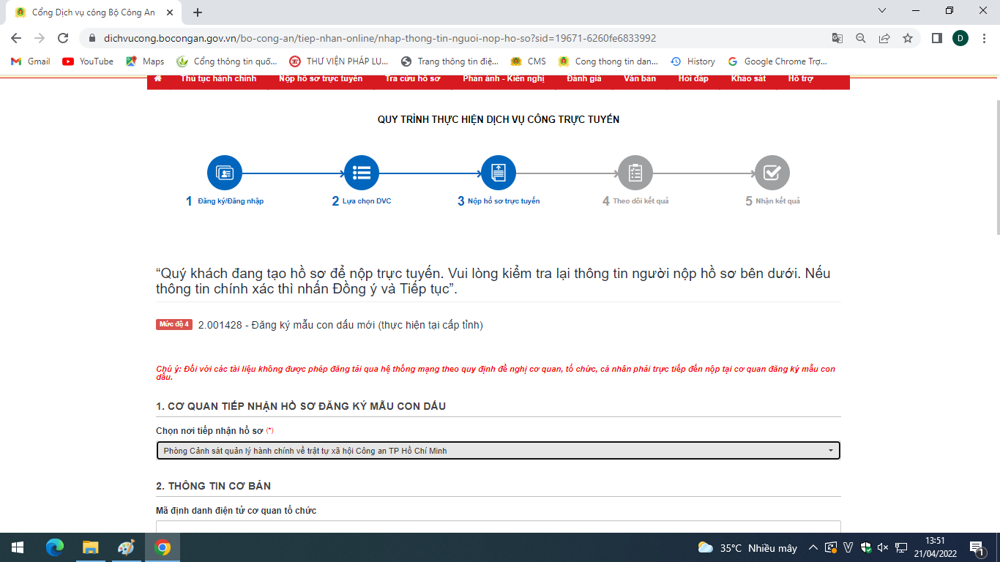 Cổng Dịch vụ công Bộ Công An
dichvucong.bocongan.gov.vn/bo-cong-an/tiep-nhan-online/nhap-thong-tin-nguoi-nop-ho-so?sid=19671-6260fe6833992
D
Gmail YouTube Maps Cổng thông tin quố... THƯ VIỆN PHÁP LU... Trang thông tin điệ... CMS Cong thong tin dan... History Google Chrome Trợ...
Thủ tục hành chính Nộp hồ sơ trực tuyến Tra cứu hồ sơ Phản ánh - Kiến nghị Đánh giá Văn bản Hỏi đáp Khảo sát Hỗ trợ
QUY TRÌNH THỰC HIỆN DỊCH VỤ CÔNG TRỰC TUYẾN
1 Đăng ký/Đăng nhập 2 Lựa chọn DVC 3 Nộp hồ sơ trực tuyến 4 Theo dõi kết quả 5 Nhận kết quả
“Quý khách đang tạo hồ sơ để nộp trực tuyến. Vui lòng kiểm tra lại thông tin người nộp hồ sơ bên dưới. Nếu
thông tin chính xác thì nhấn Đồng ý và Tiếp tục”.
Mức độ 4 2.001428 - Đăng ký mẫu con dấu mới (thực hiện tại cấp tỉnh)
Chú ý: Đối với các tài liệu không được phép đăng tải qua hệ thống mạng theo quy định đề nghị cơ quan, tổ chức, cá nhân phải trực tiếp đến nộp tại cơ quan đăng ký mẫu con
dấu.
1. CƠ QUAN TIẾP NHẬN HỒ SƠ ĐĂNG KÝ MẪU CON DẤU
Chọn nơi tiếp nhận hồ sơ (*)
Phòng Cảnh sát quản lý hành chính về trật tự xã hội Công an TP Hồ Chí Minh
2. THÔNG TIN CƠ BẢN
Mã định danh điện tử cơ quan tổ chức
35°C Nhiều mây
13:51
21/04/2022
1